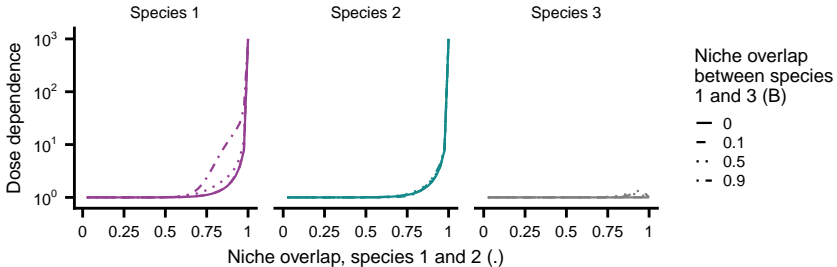 Species 1
Species 2
Species 3
Dose dependence
10³
10²
10¹
10⁰
0 0.25 0.5 0.75 1
0 0.25 0.5 0.75 1
0 0.25 0.5 0.75 1
Niche overlap, species 1 and 2 (.)
Niche overlap
between species
1 and 3 (B)
0
0.1
0.5
0.9